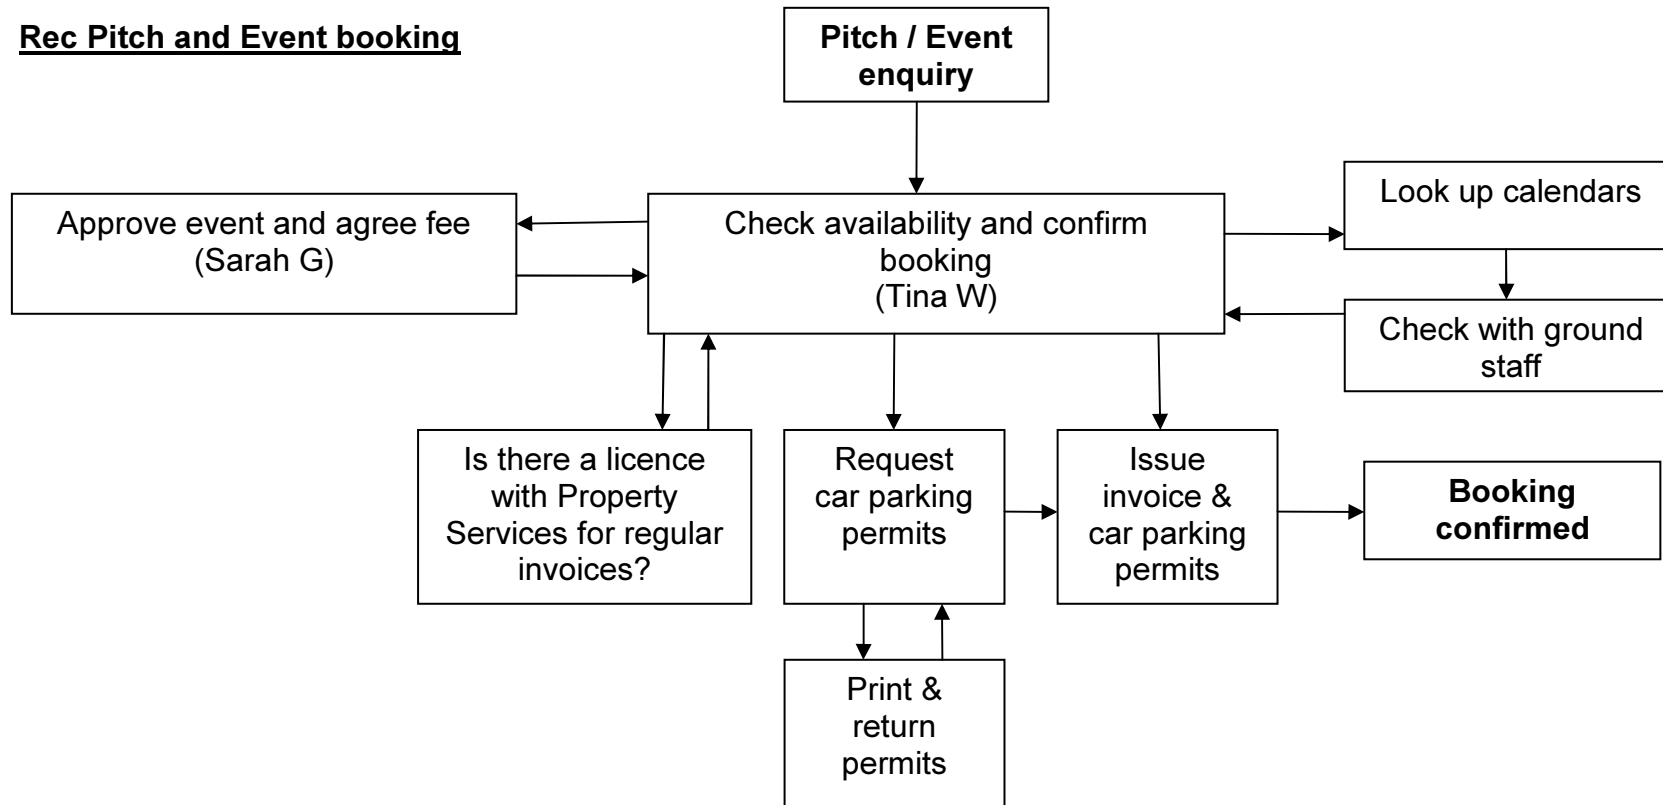 Rec Pitch and Event booking
Pitch / Event
enquiry
Approve event and agree fee
(Sarah G)
Check availability and confirm
booking
(Tina W)
Look up calendars
Check with ground
staff
Is there a licence
with Property
Services for regular
invoices?
Request
car parking
permits
Issue
invoice &
car parking
permits
Booking
confirmed
Print &
return
permits